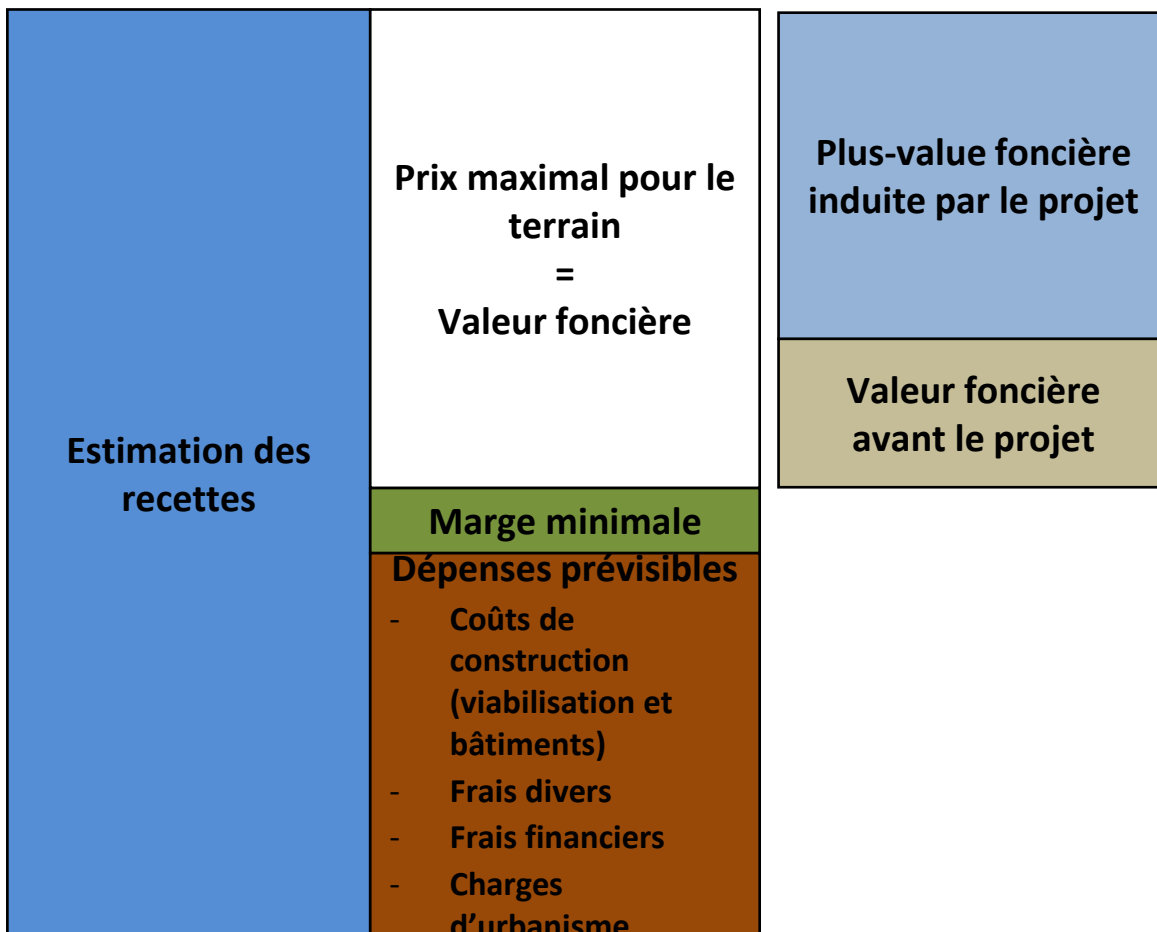 Estimation des
recettes
Prix maximal pour le
terrain
=
Valeur foncière
Marge minimale
Dépenses prévisibles
- Coûts de
construction
(viabilisation et
bâtiments)
- Frais divers
- Frais financiers
- Charges
d'urbanisme
Plus-value foncière
induite par le projet
Valeur foncière
avant le projet